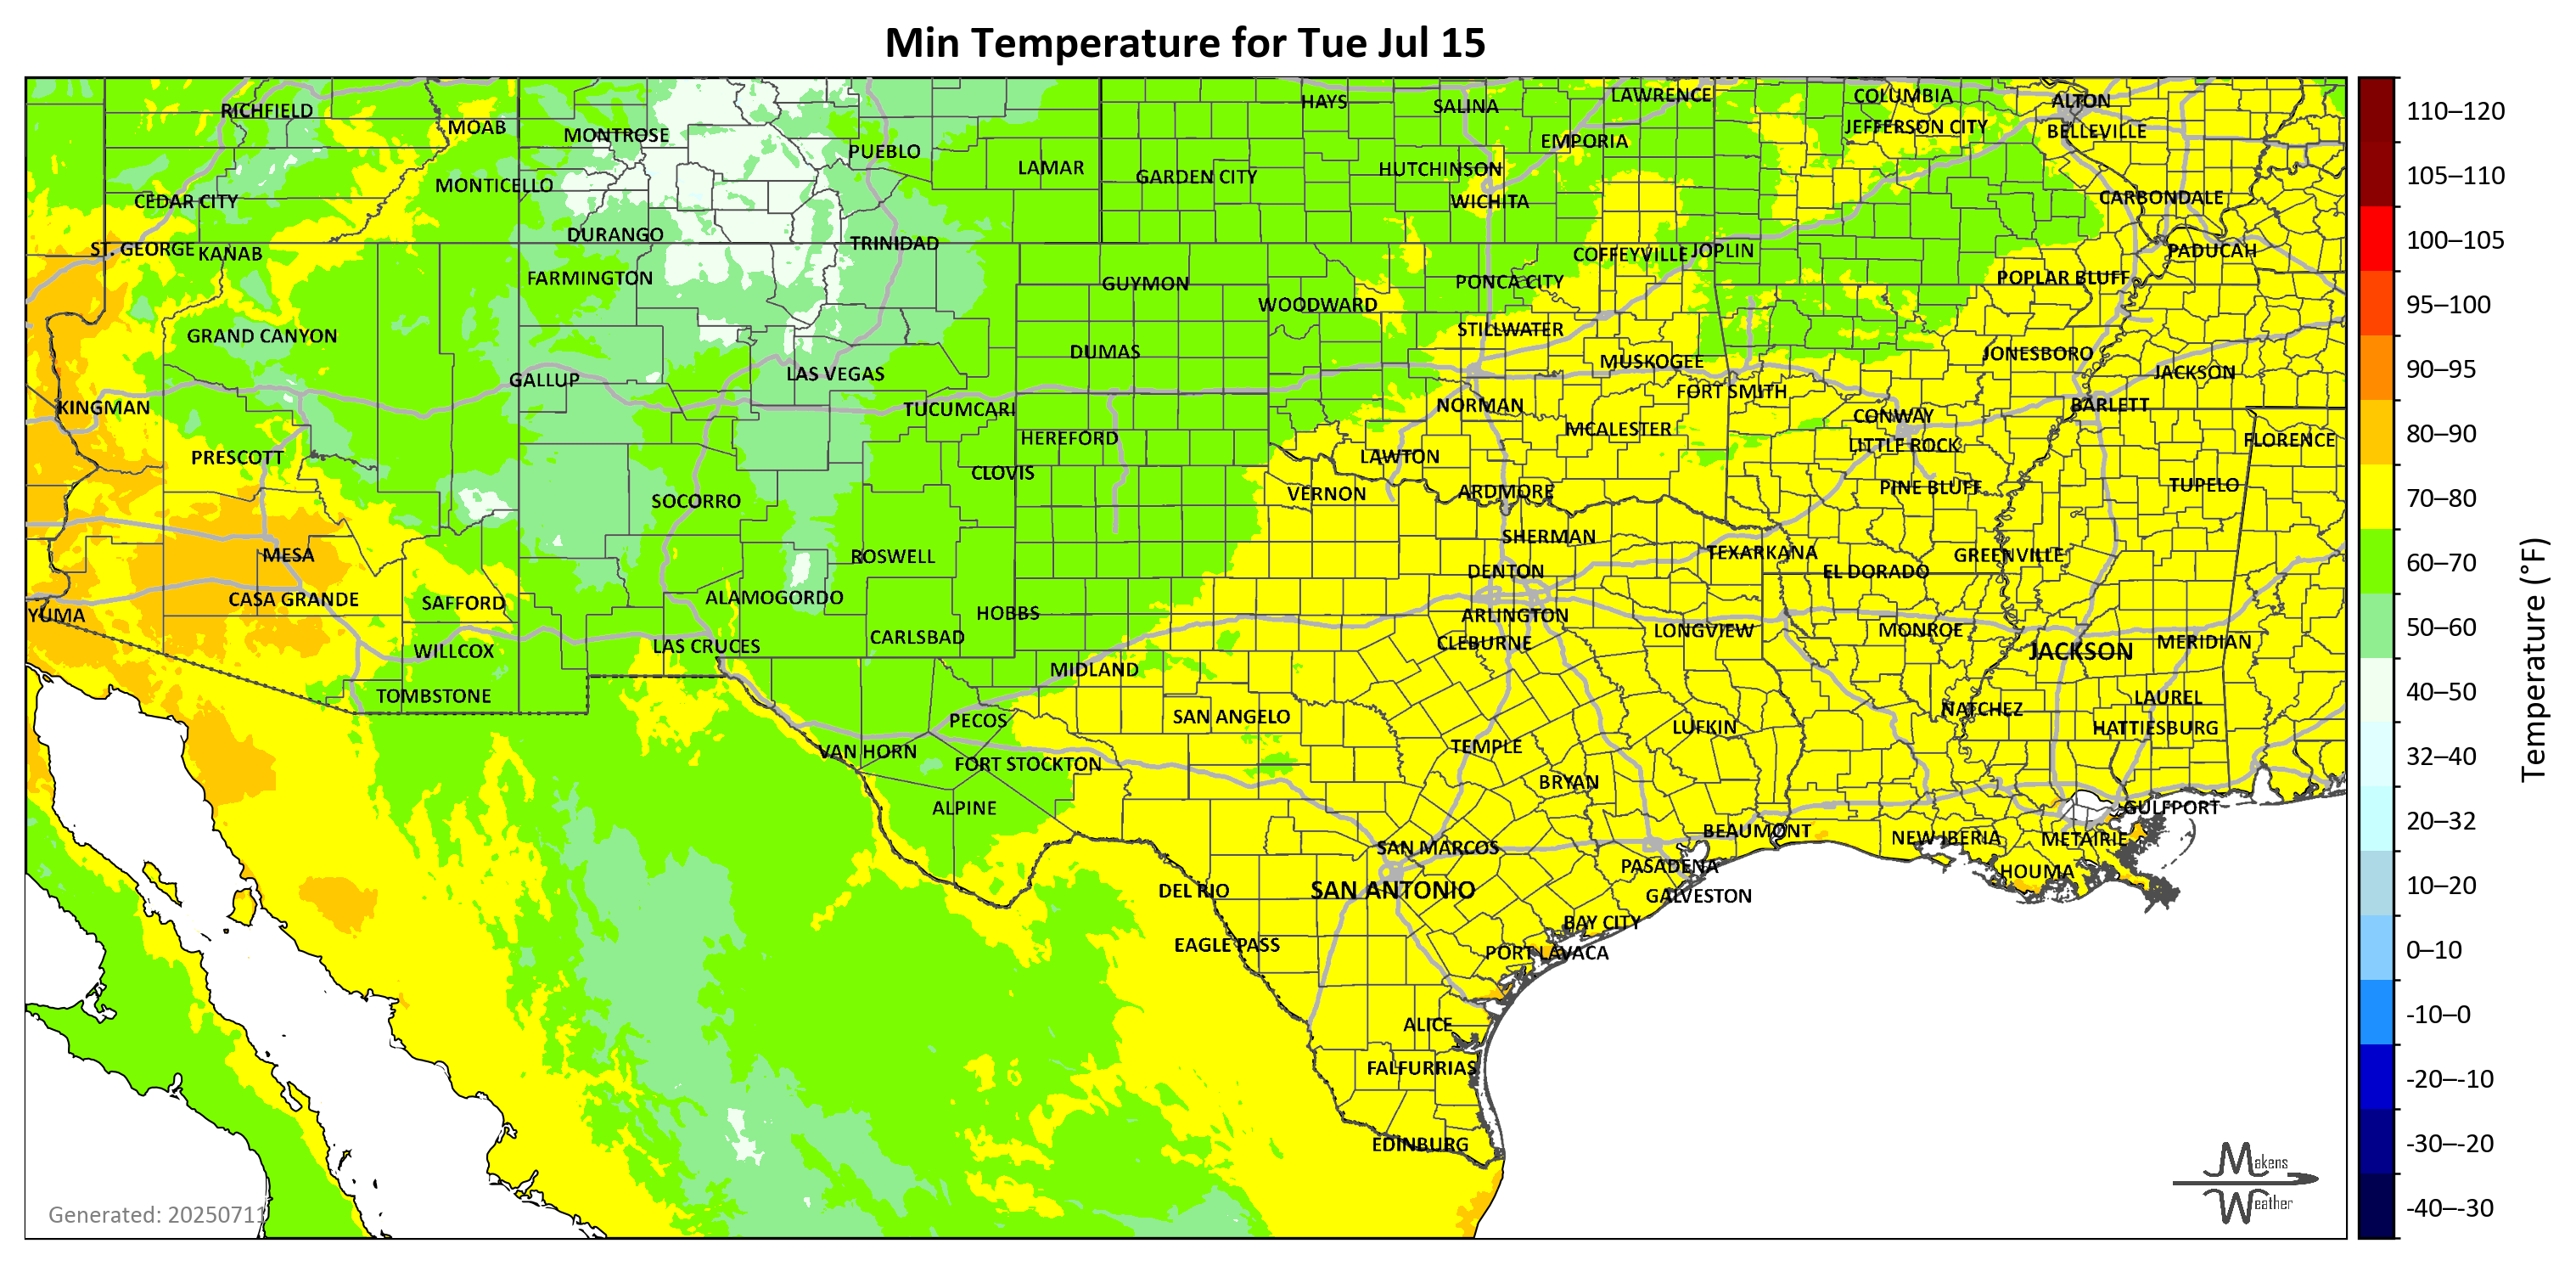 Min Temperature for Tue Jul 15
RICHFIELD
MOAB
MONTROSE
PUEBLO
LAMAR
HAYS
SALINA
LAWRENCE
COLUMBIA
ALTON
JEFFERSON CITY
BELLEVILLE
EMPORIA
HUTCHINSON
GARDEN CITY
MONTICELLO
CEDAR CITY
WICHITA
CARBONDALE
DURANGO
TRINIDAD
ST. GEORGE
KANAB
COFFEYVILLE
JOPLIN
PADUCAH
FARMINGTON
GUYMON
PONCA CITY
POPLAR BLUFF
WOODWARD
GRAND CANYON
STILLWATER
DUMAS
MUSKOGEE
JONESBORO
GALLUP
LAS VEGAS
JACKSON
FORT SMITH
KINGMAN
TUCUMCARI
NORMAN
CONWAY
BARLETT
HEREFORD
MCALESTER
LITTLE ROCK
FLORENCE
PRESCOTT
LAWTON
CLOVIS
SOCORRO
VERNON
ARDMORE
PINE BLUFF
TUPELO
SHERMAN
MESA
ROSWELL
TEXARKANA
GREENVILLE
DENTON
EL DORADO
CASA GRANDE
SAFFORD
ALAMOGORDO
YUMA
HOBBS
ARLINGTON
LONGVIEW
MONROE
WILLCOX
LAS CRUCES
CARLSBAD
CLEBURNE
JACKSON
MERIDIAN
MIDLAND
TOMBSTONE
LAUREL
PECOS
SAN ANGELO
NATCHEZ
LUFKIN
HATTIESBURG
VAN HORN
TEMPLE
FORT STOCKTON
BRYAN
ALPINE
GULFPORT
BEAUMONT
NEW IBERIA
METAIRIE
SAN MARCOS
PASADENA
HOUMA
DEL RIO
SAN ANTONIO
GALVESTON
BAY CITY
EAGLE PASS
PORT LAVACA
ALICE
FALFURRIAS
EDINBURG
Generated: 20250711
Makens
Weather
110–120
105–110
100–105
95–100
90–95
80–90
70–80
60–70
50–60
40–50
32–40
20–32
10–20
0–10
-10–0
-20–-10
-30–-20
-40–-30
Temperature (°F)